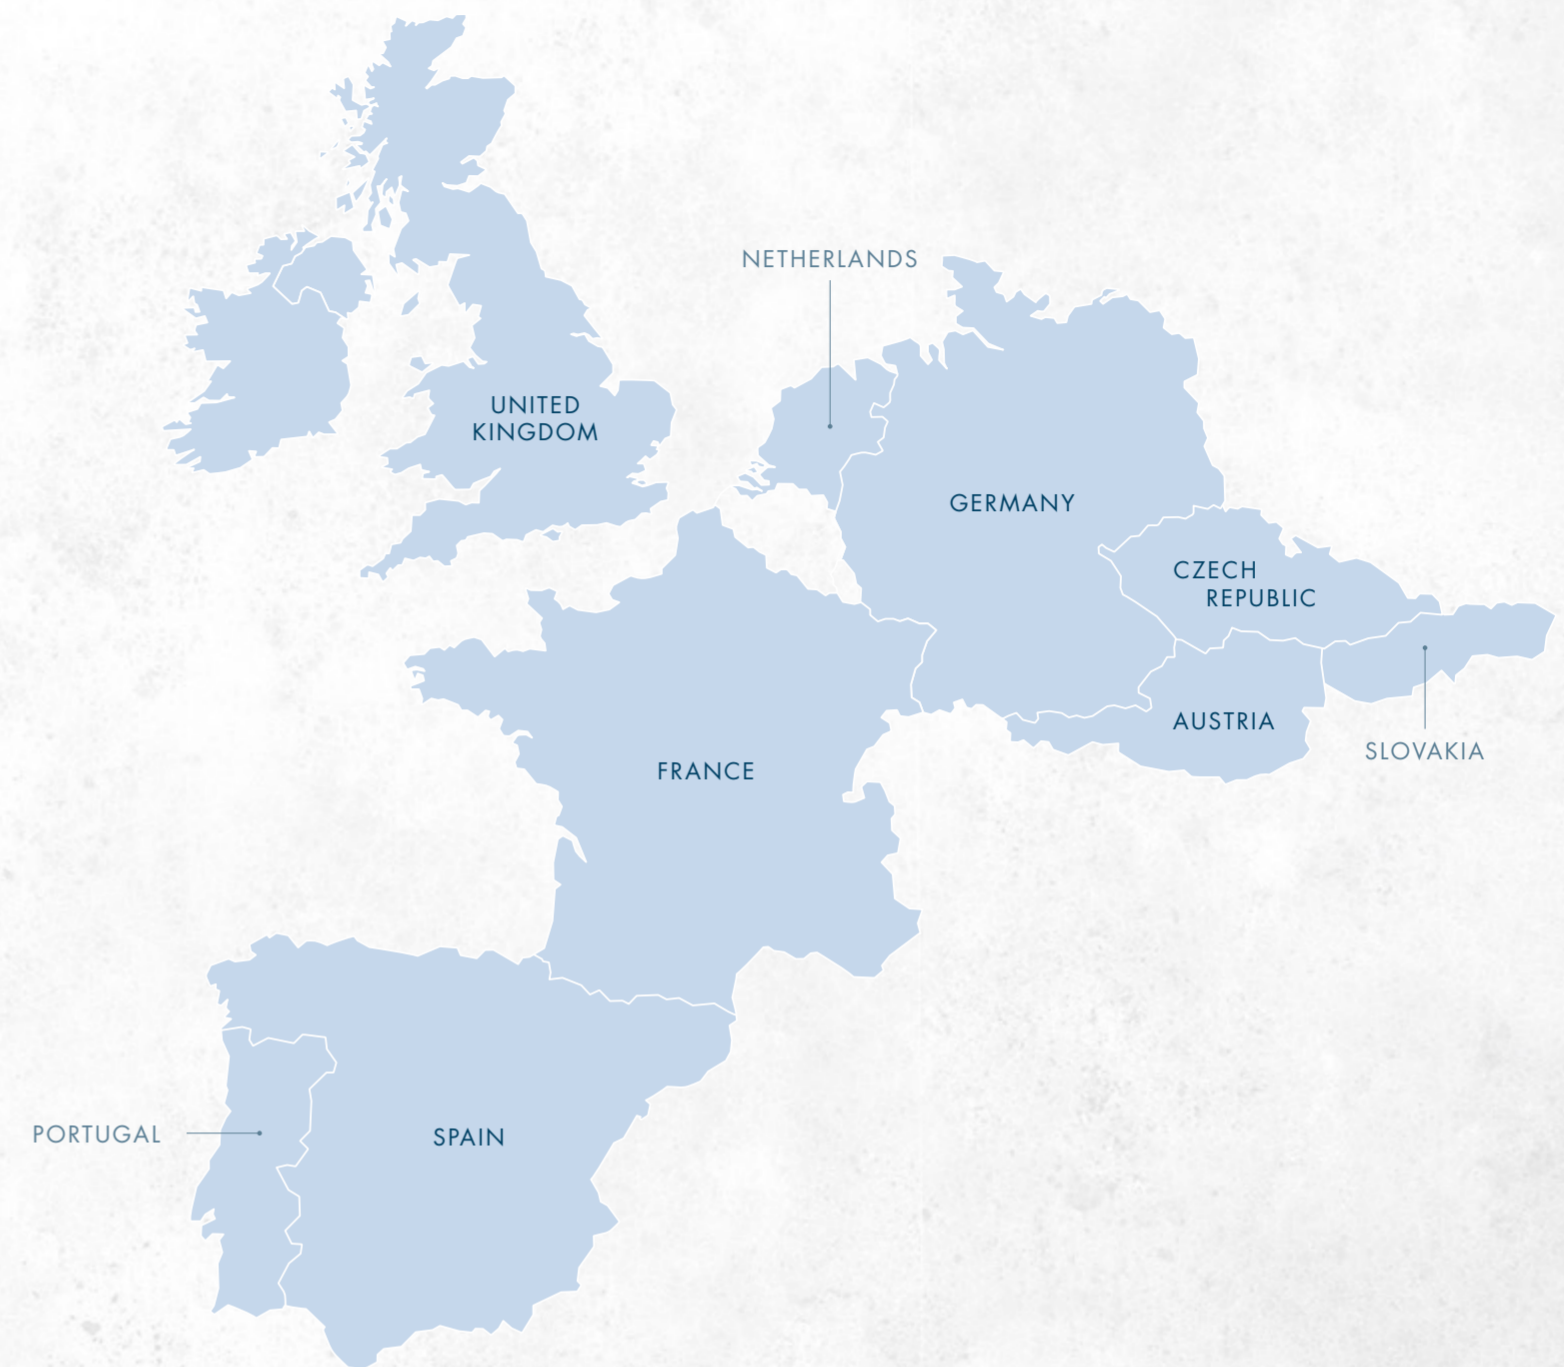 NETHERLANDS
UNITED
KINGDOM
GERMANY
CZECH
REPUBLIC
AUSTRIA
SLOVAKIA
FRANCE
PORTUGAL
SPAIN